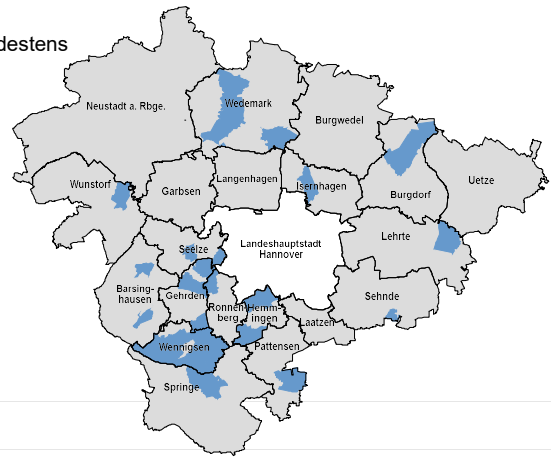 destens
Neustadt a. Rbge.
Wedemark
Burgwedel
Wunstorf
Garbsen
Langenhagen
Isernhagen
Burgdorf
Uetze
Seelze
Landeshauptstadt
Hannover
Lehrte
Barsing-
hausen
Gehrden
Ronnen-
berg
Hemm-
ingen
Laatzen
Sehnde
Wennigsen
Pattensen
Springe